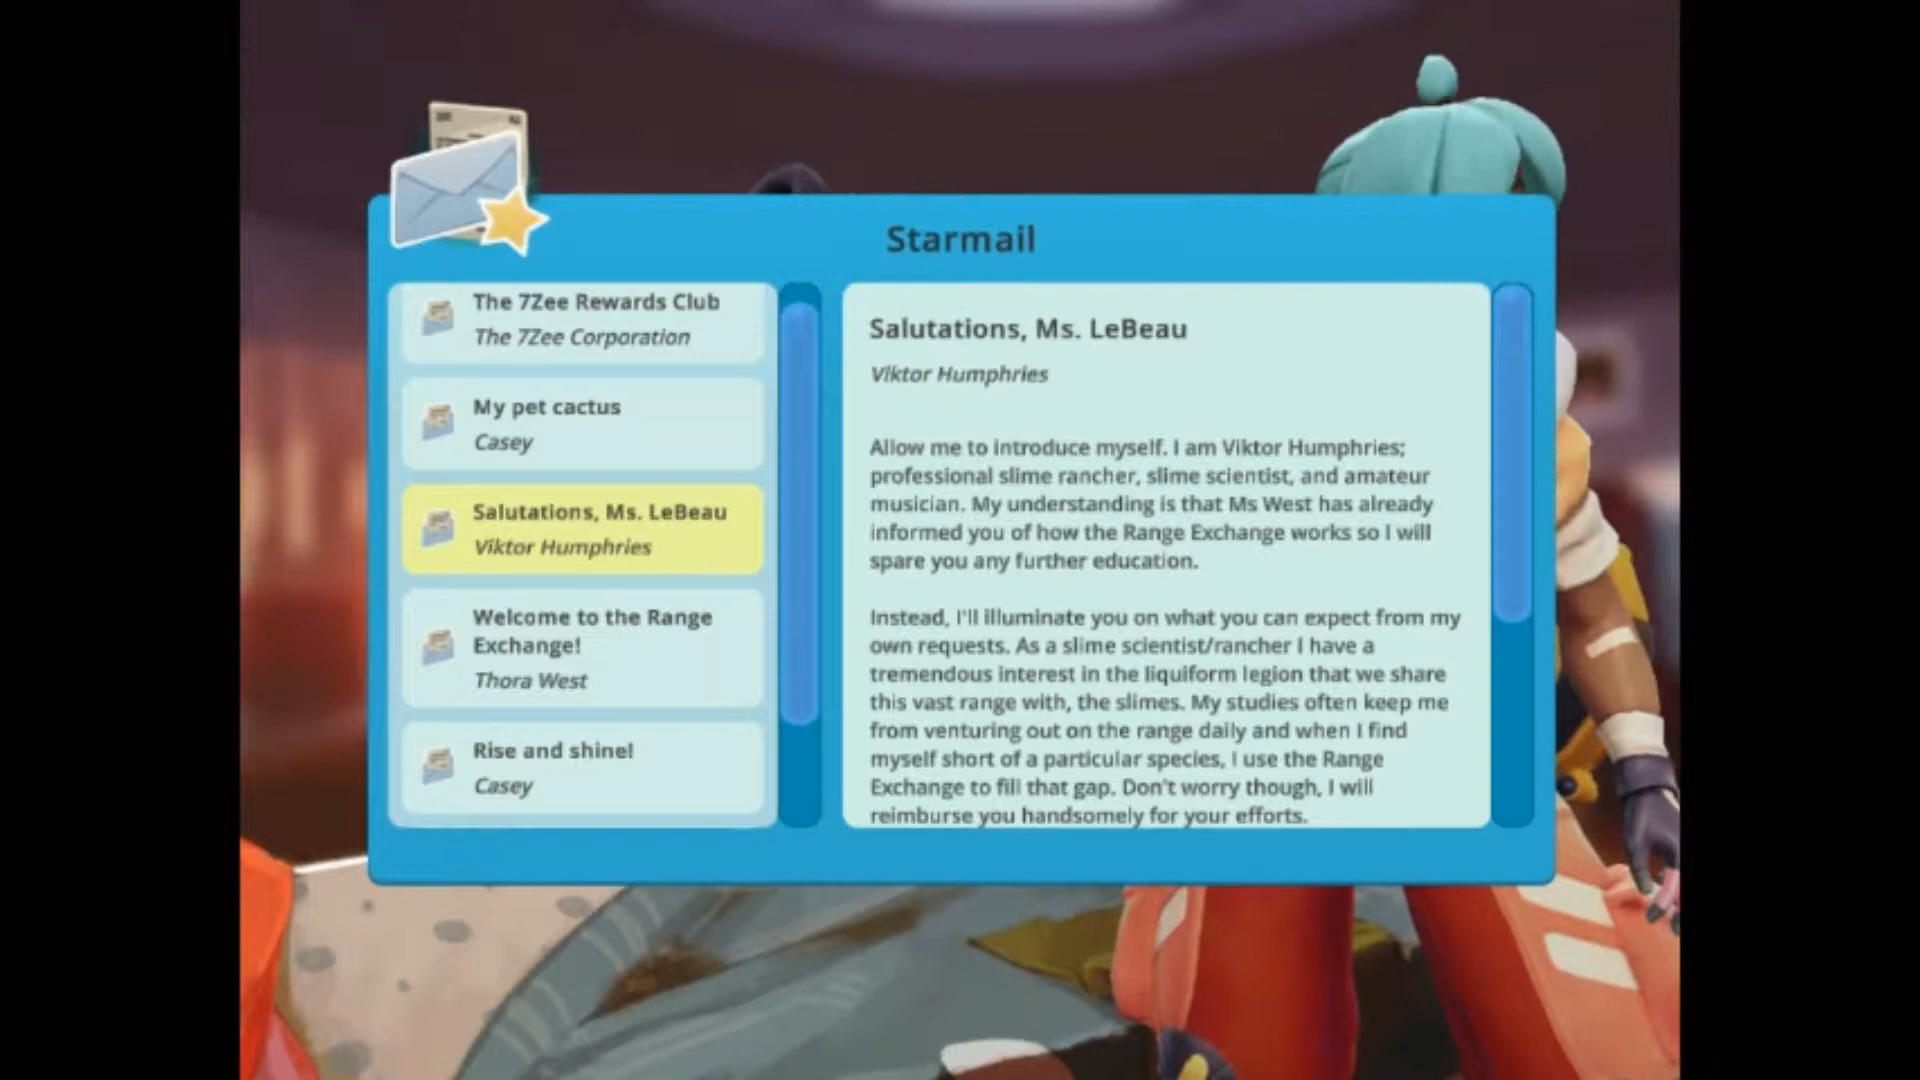 Starmail
The 7Zee Rewards Club
The 7Zee Corporation
My pet cactus
Casey
Salutations, Ms. LeBeau
Viktor Humphries
Welcome to the Range
Exchange!
Thora West
Rise and shine!
Casey
Salutations, Ms. LeBeau
Viktor Humphries
Allow me to introduce myself. I am Viktor Humphries;
professional slime rancher, slime scientist, and amateur
musician. My understanding is that Ms West has already
informed you of how the Range Exchange works so I will
spare you any further education.
Instead, I'll illuminate you on what you can expect from my
own requests. As a slime scientist/rancher I have a
tremendous interest in the liquiform legion that we share
this vast range with, the slimes. My studies often keep me
from venturing out on the range daily and when I find
myself short of a particular species, I use the Range
Exchange to fill that gap. Don't worry though, I will
reimburse you handsomely for your efforts.